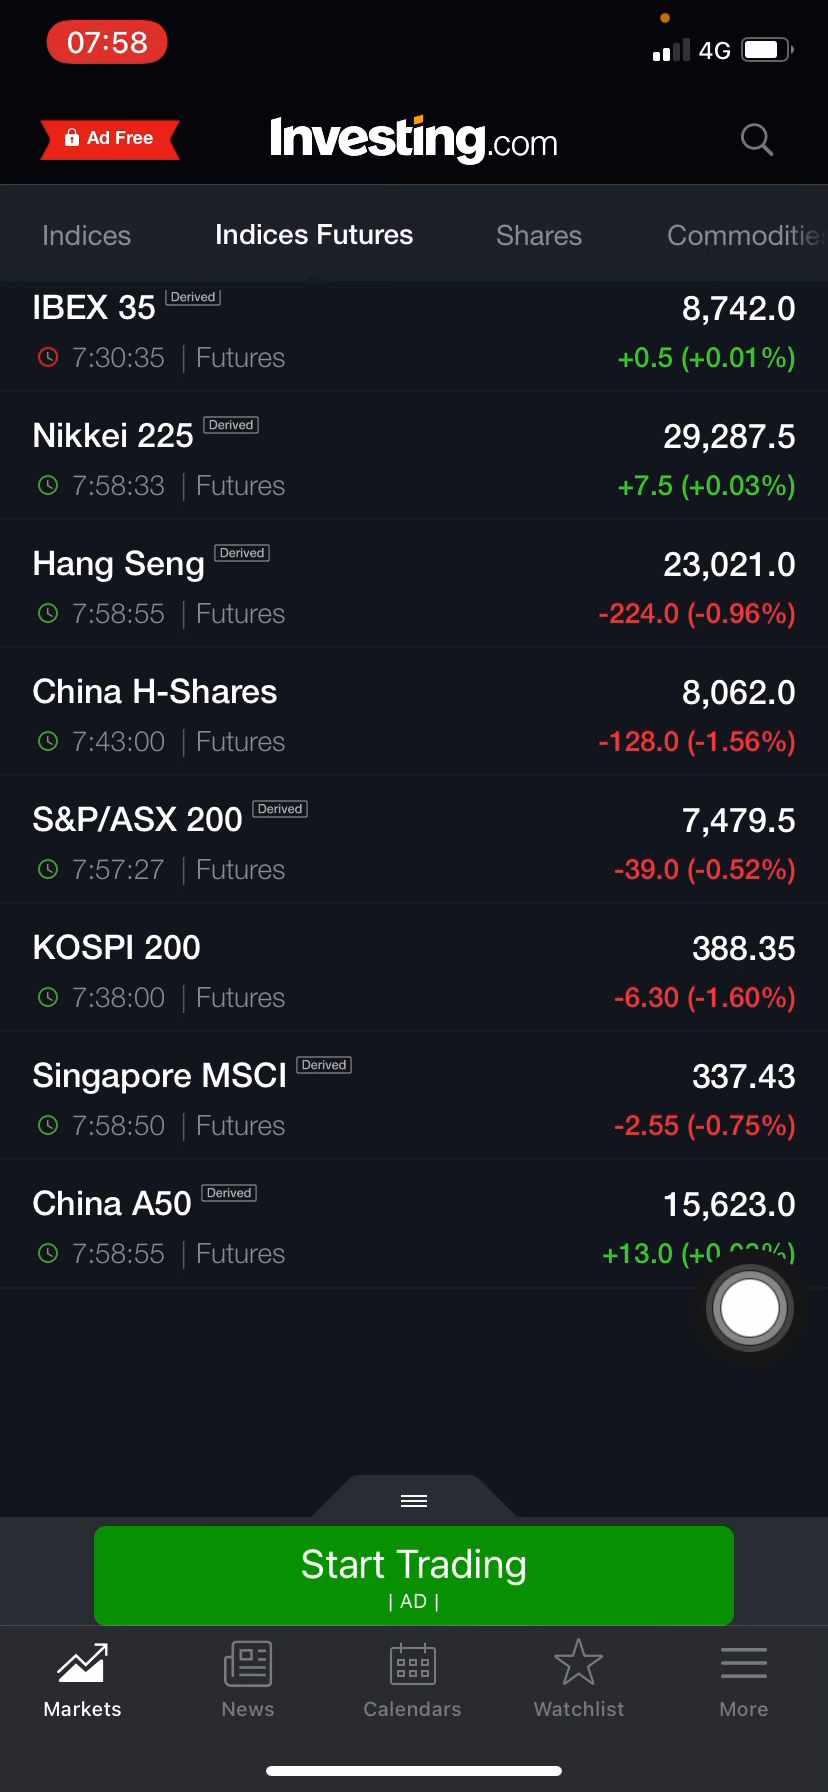 07:58
4G
Ad Free
Investing.com
Indices Indices Futures Shares Commodities
IBEX 35 Derived 8,742.0
7:30:35 | Futures +0.5 (+0.01%)
Nikkei 225 Derived 29,287.5
7:58:33 | Futures +7.5 (+0.03%)
Hang Seng Derived 23,021.0
7:58:55 | Futures -224.0 (-0.96%)
China H-Shares 8,062.0
7:43:00 | Futures -128.0 (-1.56%)
S&P/ASX 200 Derived 7,479.5
7:57:27 | Futures -39.0 (-0.52%)
KOSPI 200 388.35
7:38:00 | Futures -6.30 (-1.60%)
Singapore MSCI Derived 337.43
7:58:50 | Futures -2.55 (-0.75%)
China A50 Derived 15,623.0
7:58:55 | Futures +13.0
Start Trading
| AD |
Markets News Calendars Watchlist More